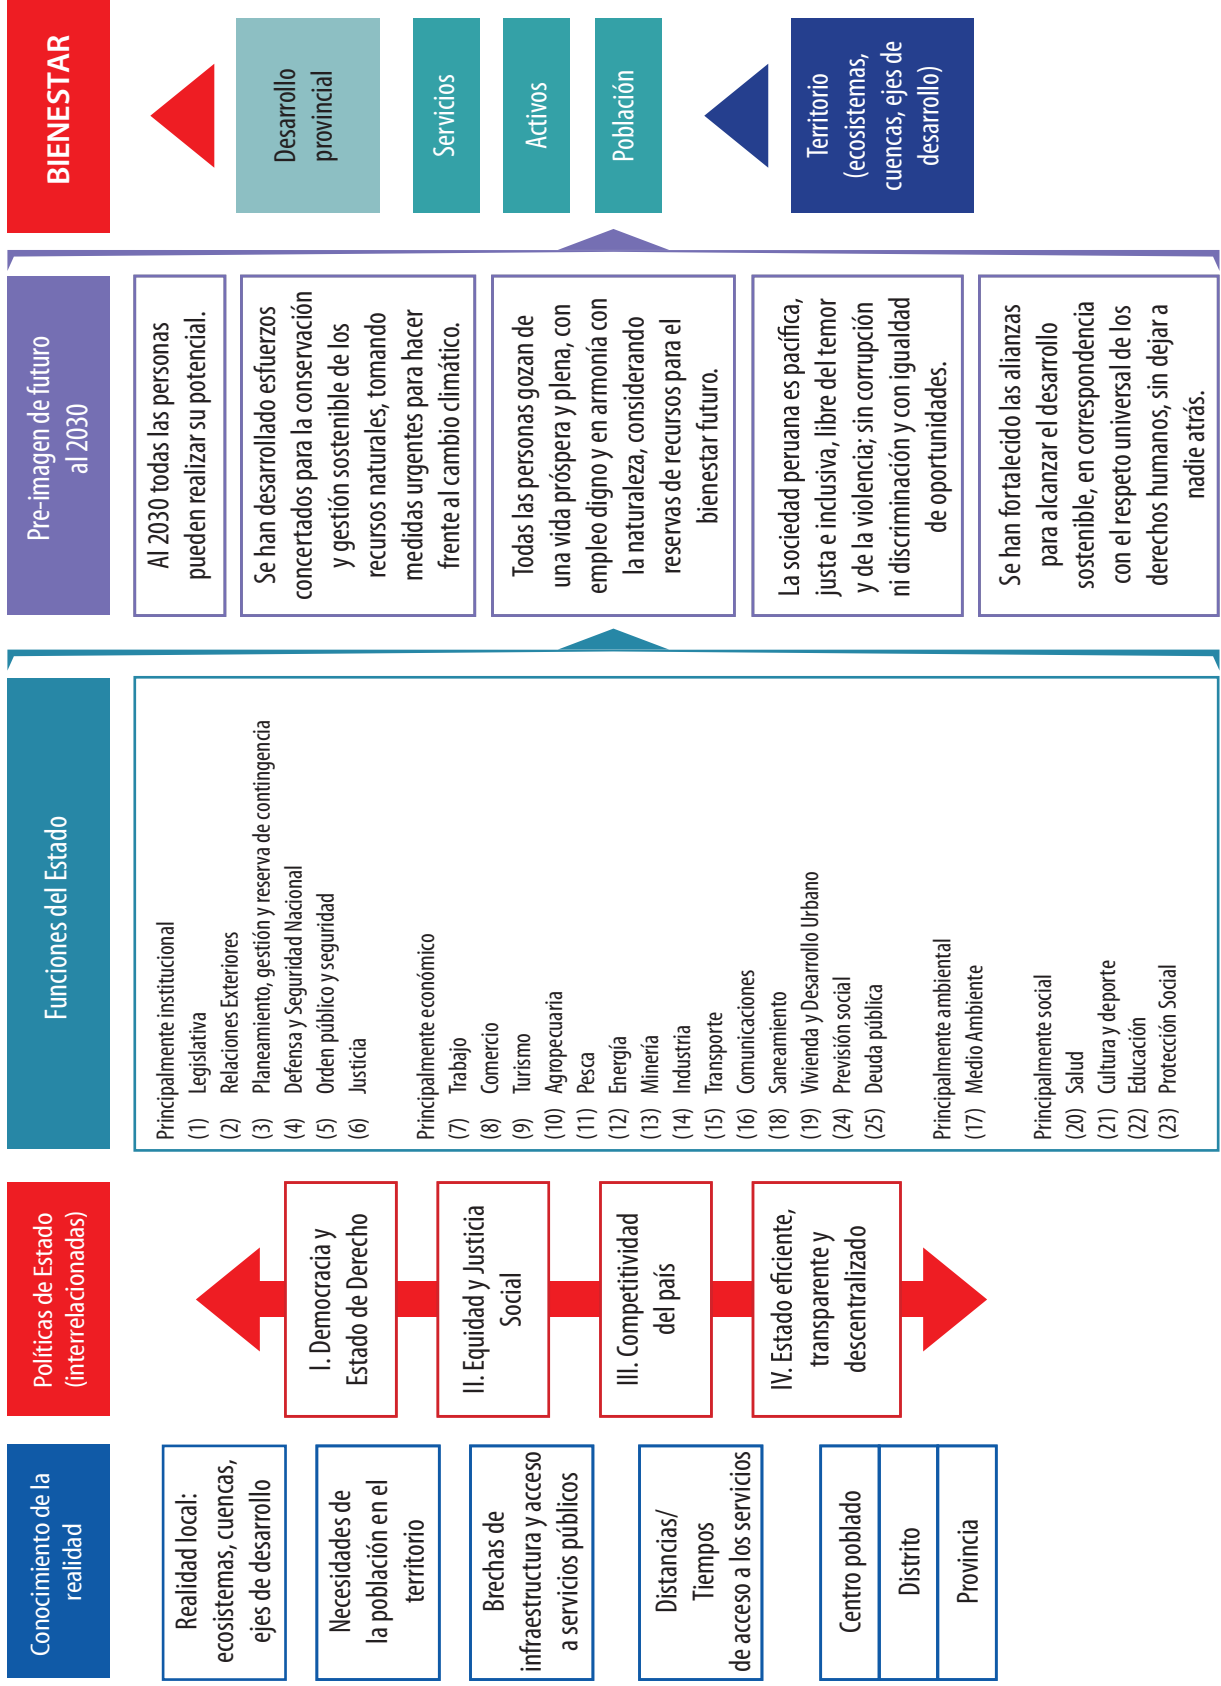 Conocimiento de la
realidad
Realidad local:
ecosistemas, cuencas,
ejes de desarrollo
Necesidades de
la población en el
territorio
Brechas de
infraestructura y acceso
a servicios públicos
Distancias/
Tiempos
de acceso a los servicios
Centro poblado
Distrito
Provincia
Políticas de Estado
(interrelacionadas)
I. Democracia y
Estado de Derecho
II. Equidad y Justicia
Social
III. Competitividad
del país
IV. Estado eficiente,
transparente y
descentralizado
Funciones del Estado
Principalmente institucional
(1) Legislativa
(2) Relaciones Exteriores
(3) Planeamiento, gestión y reserva de contingencia
(4) Defensa y Seguridad Nacional
(5) Orden público y seguridad
(6) Justicia
Principalmente económico
(7) Trabajo
(8) Comercio
(9) Turismo
(10) Agropecuaria
(11) Pesca
(12) Energía
(13) Minería
(14) Industria
(15) Transporte
(16) Comunicaciones
(18) Saneamiento
(19) Vivienda y Desarrollo Urbano
(24) Previsión social
(25) Deuda pública
Principalmente ambiental
(17) Medio Ambiente
Principalmente social
(20) Salud
(21) Cultura y deporte
(22) Educación
(23) Protección Social
Pre-imagen de futuro
al 2030
Al 2030 todas las personas
pueden realizar su potencial.
Se han desarrollado esfuerzos
concertados para la conservación
y gestión sostenible de los
recursos naturales, tomando
medidas urgentes para hacer
frente al cambio climático.
Todas las personas gozan de
una vida próspera y plena, con
empleo digno y en armonía con
la naturaleza, considerando
reservas de recursos para el
bienestar futuro.
La sociedad peruana es pacífica,
justa e inclusiva, libre del temor
y de la violencia; sin corrupción
ni discriminación y con igualdad
de oportunidades.
Se han fortalecido las alianzas
para alcanzar el desarrollo
sostenible, en correspondencia
con el respeto universal de los
derechos humanos, sin dejar a
nadie atrás.
BIENESTAR
Desarrollo
provincial
Servicios
Activos
Población
Territorio
(ecosistemas,
cuencas, ejes de
desarrollo)